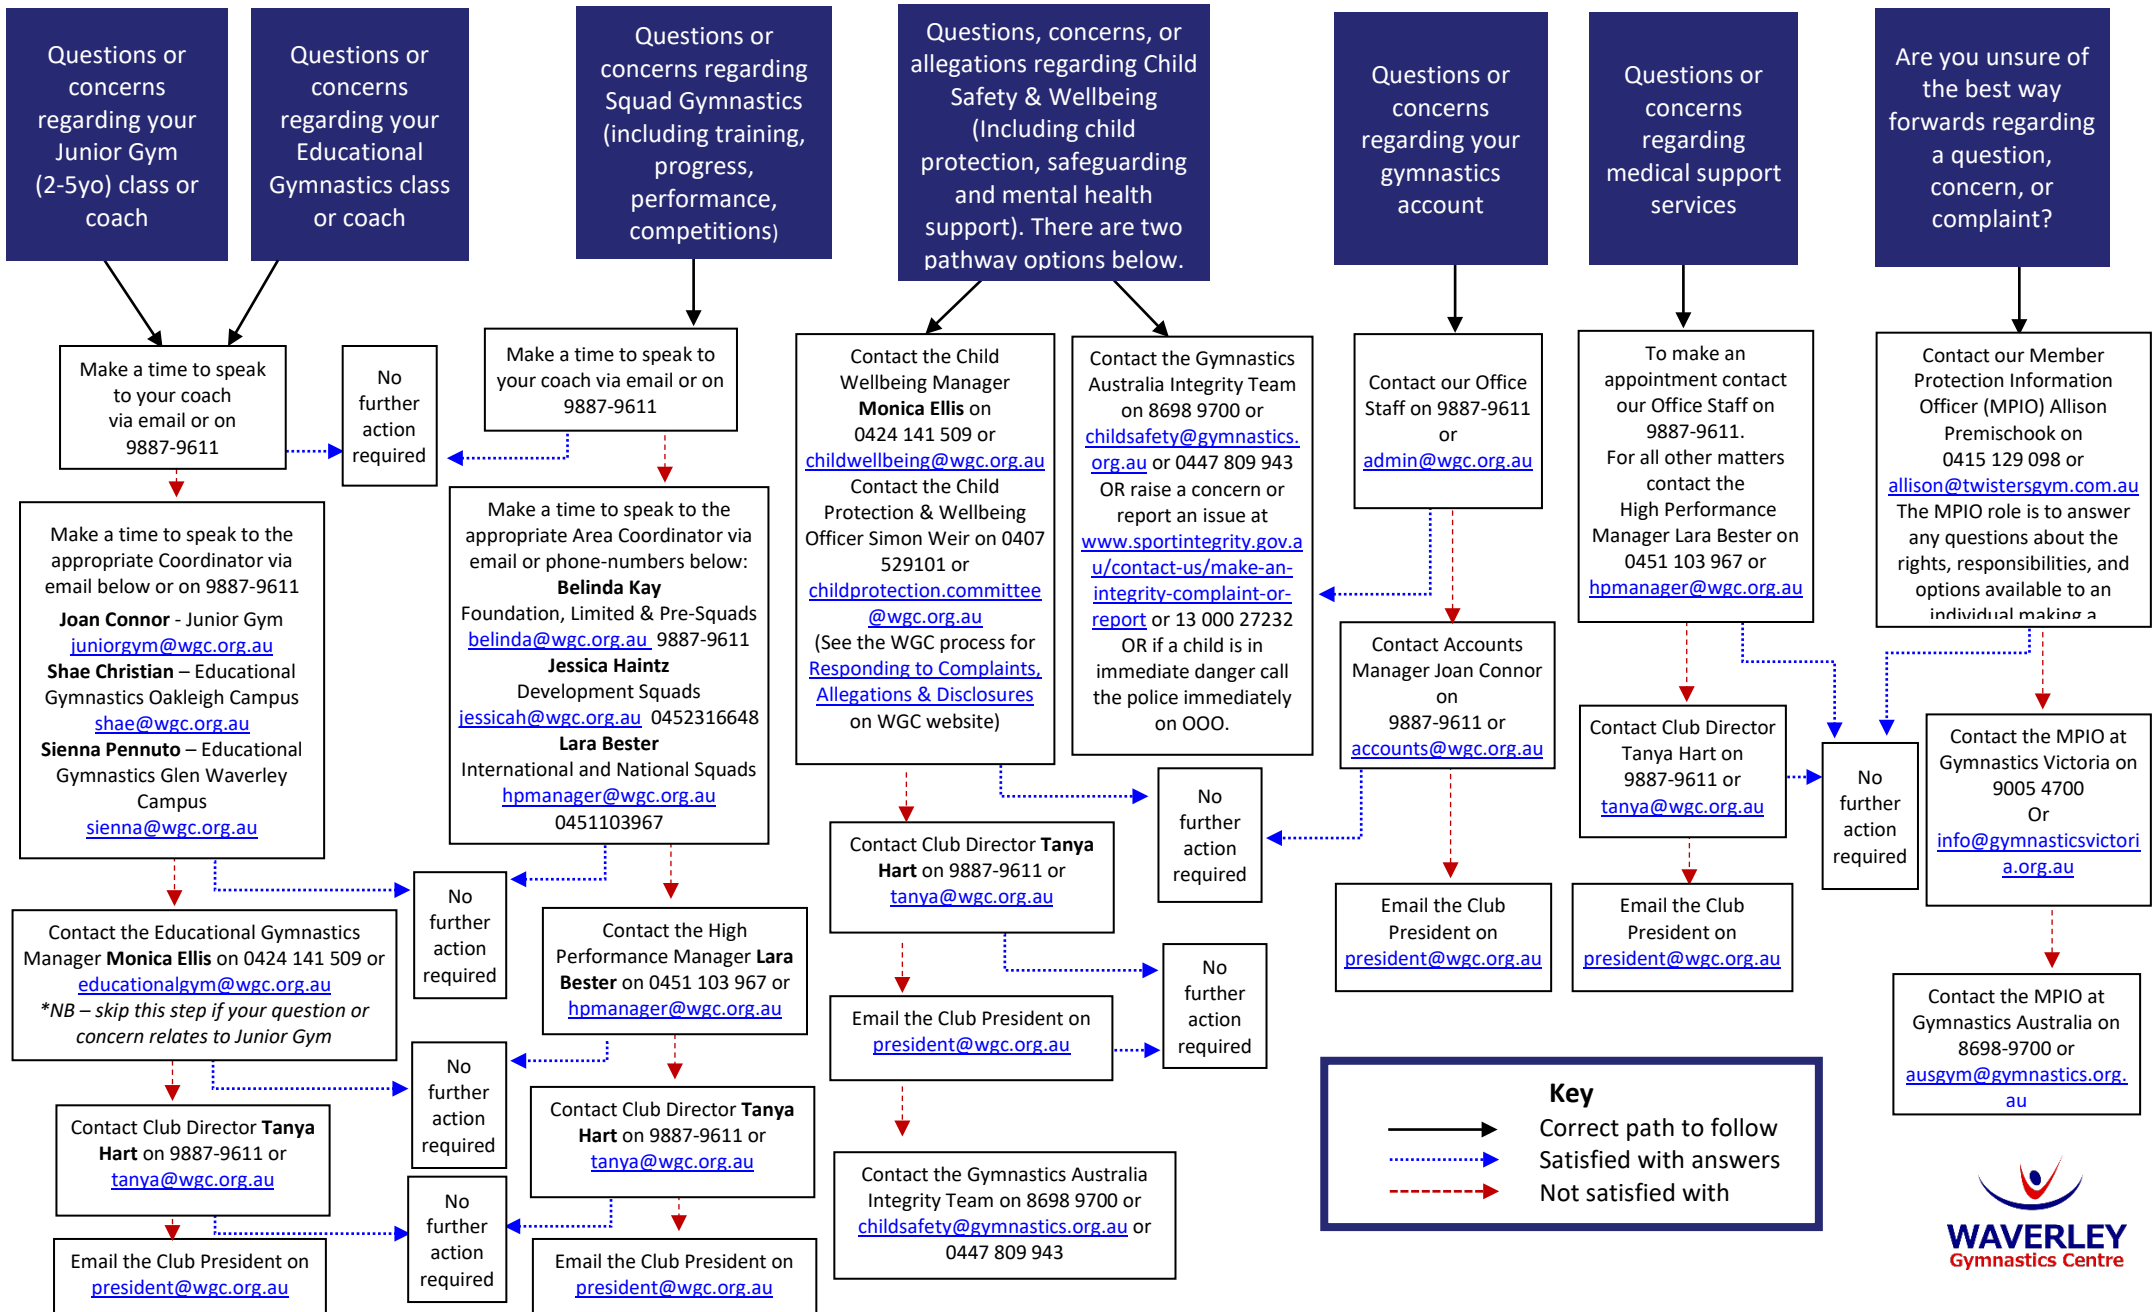 Questions or
concerns
regarding your
Junior Gym
(2-5yo) class or
coach
Questions or
concerns
regarding your
Educational
Gymnastics class
or coach
Questions or
concerns regarding
Squad Gymnastics
(including training,
progress,
performance,
competitions)
Questions, concerns, or
allegations regarding Child
Safety & Wellbeing
(Including child
protection, safeguarding
and mental health
support). There are two
pathway options below.
Questions or
concerns
regarding your
gymnastics
account
Questions or
concerns
regarding
medical support
services
Are you unsure of
the best way
forwards regarding
a question,
concern, or
complaint?
Make a time to speak
to your coach
via email or on
9887-9611
No
further
action
required
Make a time to speak to
your coach via email or on
9887-9611
Contact the Child
Wellbeing Manager
Monica Ellis on
0424 141 509 or
childwellbeing@wgc.org.au
Contact the Child
Protection & Wellbeing
Officer Simon Weir on 0407
529101 or
childprotection.committee
@wgc.org.au
(See the WGC process for
Responding to Complaints,
Allegations & Disclosures
on WGC website)
Contact the Gymnastics
Australia Integrity Team
on 8698 9700 or
childsafety@gymnastics.
org.au or 0447 809 943
OR raise a concern or
report an issue at
www.sportintegrity.gov.a
u/contact-us/make-an-
integrity-complaint-or-
report or 13 000 27232
OR if a child is in
immediate danger call
the police immediately
on OOO.
Contact our Office
Staff on 9887-9611
or
admin@wgc.org.au
To make an
appointment contact
our Office Staff on
9887-9611.
For all other matters
contact the
High Performance
Manager Lara Bester on
0451 103 967 or
hpmanager@wgc.org.au
Contact our Member
Protection Information
Officer (MPIO) Allison
Premischook on
0415 129 098 or
allison@twistersgym.com.au
The MPIO role is to answer
any questions about the
rights, responsibilities, and
options available to an
individual making a
Make a time to speak to the
appropriate Coordinator via
email below or on 9887-9611
Joan Connor - Junior Gym
juniorgym@wgc.org.au
Shae Christian – Educational
Gymnastics Oakleigh Campus
shae@wgc.org.au
Sienna Pennuto – Educational
Gymnastics Glen Waverley
Campus
sienna@wgc.org.au
Make a time to speak to the
appropriate Area Coordinator via
email or phone-numbers below:
Belinda Kay
Foundation, Limited & Pre-Squads
belinda@wgc.org.au 9887-9611
Jessica Haintz
Development Squads
jessicah@wgc.org.au 0452316648
Lara Bester
International and National Squads
hpmanager@wgc.org.au
0451103967
Contact Accounts
Manager Joan Connor
on
9887-9611 or
accounts@wgc.org.au
Contact Club Director
Tanya Hart on
9887-9611 or
tanya@wgc.org.au
No
further
action
required
Contact the MPIO at
Gymnastics Victoria on
9005 4700
Or
info@gymnasticsvictori
a.org.au
No
further
action
required
Contact Club Director Tanya
Hart on 9887-9611 or
tanya@wgc.org.au
No
further
action
required
Contact the Educational Gymnastics
Manager Monica Ellis on 0424 141 509 or
educationalgym@wgc.org.au
*NB – skip this step if your question or
concern relates to Junior Gym
Contact the High
Performance Manager Lara
Bester on 0451 103 967 or
hpmanager@wgc.org.au
Email the Club
President on
president@wgc.org.au
Email the Club
President on
president@wgc.org.au
No
further
action
required
Email the Club President on
president@wgc.org.au
Contact the MPIO at
Gymnastics Australia on
8698-9700 or
ausgym@gymnastics.org.
au
No
further
action
required
Contact Club Director Tanya
Hart on 9887-9611 or
tanya@wgc.org.au
Contact Club Director Tanya
Hart on 9887-9611 or
tanya@wgc.org.au
Contact the Gymnastics Australia
Integrity Team on 8698 9700 or
childsafety@gymnastics.org.au or
0447 809 943
No
further
action
required
Email the Club President on
president@wgc.org.au
Email the Club President on
president@wgc.org.au
Key
Correct path to follow
Satisfied with answers
Not satisfied with
WAVERLEY
Gymnastics Centre